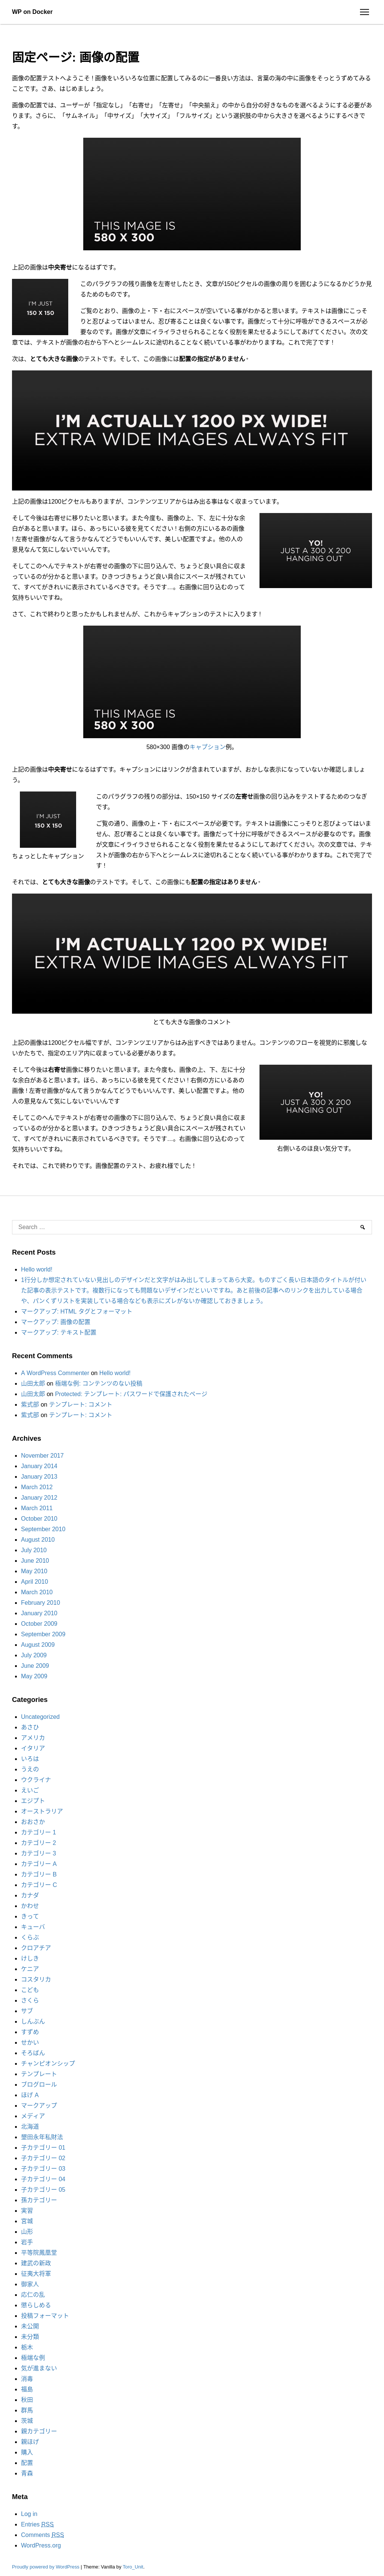 WP on Docker
固定ページ: 画像の配置
画像の配置テストへようこそ ! 画像をいろいろな位置に配置してみるのに一番良い方法は、言葉の海の中に画像をそっとうずめてみる
ことです。さあ、はじめましょう。
画像の配置では、ユーザーが「指定なし」「右寄せ」「左寄せ」「中央揃え」の中から自分の好きなものを選べるようにする必要があ
ります。さらに、「サムネイル」「中サイズ」「大サイズ」「フルサイズ」という選択肢の中から大きさを選べるようにするべきで
す。
THIS IMAGE IS
580 X 300
上記の画像は中央寄せになるはずです。
I'M JUST
150 X 150
このパラグラフの残り画像を左寄せしたとき、文章が150ピクセルの画像の周りを囲むようになるかどうか見
るためのものです。
ご覧のとおり、画像の上・下・右にスペースが空いている事がわかると思います。テキストは画像にこっそ
りと忍びよってはいません、忍び寄ることは良くない事です。画像だって十分に呼吸ができるスペースが必
要なのです。画像が文章にイライラさせられることなく役割を果たせるようにしてあげてください。次の文
章では、テキストが画像の右から下へとシームレスに途切れることなく続いている事がわかりますね。これで完了です !
次は、とても大きな画像のテストです。そして、この画像には配置の指定がありません・
I'M ACTUALLY 1200 PX WIDE!
EXTRA WIDE IMAGES ALWAYS FIT
上記の画像は1200ピクセルもありますが、コンテンツエリアからはみ出る事はなく収まっています。
そして今後は右寄せに移りたいと思います。また今度も、画像の上、下、左に十分な余
白があると思います。ほら、あっちにいる彼を見てください ! 右側の方にいるあの画像
! 左寄せ画像がなんて言うかなんてどうでもいいんです、美しい配置ですよ。他の人の
意見なんて気にしないでいいんです。
YO!
JUST A 300 X 200
HANGING OUT
そしてこのへんでテキストが右寄せの画像の下に回り込んで、ちょうど良い具合に収ま
っているのが分かると思います。ひきつづきちょうど良い具合にスペースが残されてい
て、すべてがきれいに表示されているべきです。そうです…。右画像に回り込むのって
気持ちいいですね。
さて、これで終わりと思ったかもしれませんが、これからキャプションのテストに入ります !
THIS IMAGE IS
580 X 300
580×300 画像のキャプション例。
上記の画像は中央寄せになるはずです。キャプションにはリンクが含まれていますが、おかしな表示になっていないか確認しましょ
う。
I'M JUST
150 X 150
ちょっとしたキャプション
このパラグラフの残りの部分は、150×150 サイズの左寄せ画像の回り込みをテストするためのつなぎ
です。
ご覧の通り、画像の上・下・右にスペースが必要です。テキストは画像にこっそりと忍びよってはいま
せん、忍び寄ることは良くない事です。画像だって十分に呼吸ができるスペースが必要なのです。画像
が文章にイライラさせられることなく役割を果たせるようにしてあげてください。次の文章では、テキ
ストが画像の右から下へとシームレスに途切れることなく続いている事がわかりますね。これで完了で
す !
それでは、とても大きな画像のテストです。そして、この画像にも配置の指定はありません・
I'M ACTUALLY 1200 PX WIDE!
EXTRA WIDE IMAGES ALWAYS FIT
とても大きな画像のコメント
上記の画像は1200ピクセル幅ですが、コンテンツエリアからはみ出すべきではありません。コンテンツのフローを視覚的に邪魔しな
いかたちで、指定のエリア内に収まっている必要があります。
そして今後は右寄せ画像に移りたいと思います。また今度も、画像の上、下、左に十分
な余白があると思います。ほら、あっちにいる彼を見てください ! 右側の方にいるあの
画像 ! 左寄せ画像がなんて言うかなんてどうでもいいんです、美しい配置ですよ。他の
人の意見なんて気にしないでいいんです
YO!
JUST A 300 X 200
HANGING OUT
右側にいるのは良い気分です。
そしてこのへんで、テキストが右寄せの画像の下に回り込んで、ちょうど良い具合に収
まっているのが分かると思います。ひきつづきちょうど良い具合にスペースが残されてい
て、すべてがきれいに表示されているべきです。そうです…。右画像に回り込むのって
気持ちいいですね。
それでは、これで終わりです。画像配置のテスト、お疲れ様でした !
Search …
Recent Posts
Hello world!
1行分しか想定されていない見出しのデザインだと文字がはみ出してしまってあら大変。ものすごく長い日本語のタイトルが付い
た記事の表示テストです。複数行になっても問題ないデザインだといいですね。あと前後の記事へのリンクを出力している場合
や、パンくずリストを実装している場合なども表示にズレがないか確認しておきましょう。
マークアップ: HTML タグとフォーマット
マークアップ: 画像の配置
マークアップ: テキスト配置
Recent Comments
A WordPress Commenter on Hello world!
山田太郎 on 極端な例: コンテンツのない投稿
山田太郎 on Protected: テンプレート: パスワードで保護されたページ
紫式部 on テンプレート: コメント
紫式部 on テンプレート: コメント
Archives
November 2017
January 2014
January 2013
March 2012
January 2012
March 2011
October 2010
September 2010
August 2010
July 2010
June 2010
May 2010
April 2010
March 2010
February 2010
January 2010
October 2009
September 2009
August 2009
July 2009
June 2009
May 2009
Categories
Uncategorized
あさひ
アメリカ
イタリア
いろは
うえの
ウクライナ
えいご
エジプト
オーストラリア
おおさか
カテゴリー 1
カテゴリー 2
カテゴリー 3
カテゴリー A
カテゴリー B
カテゴリー C
カナダ
かわせ
きって
キューバ
くらぶ
クロアチア
けしき
ケニア
コスタリカ
こども
さくら
サブ
しんぶん
すずめ
せかい
そろばん
チャンピオンシップ
テンプレート
ブログロール
ほげ A
マークアップ
メディア
北海道
墾田永年私財法
子カテゴリー 01
子カテゴリー 02
子カテゴリー 03
子カテゴリー 04
子カテゴリー 05
孫カテゴリー
実習
宮城
山形
岩手
平等院鳳凰堂
建武の新政
征夷大将軍
御家人
応仁の乱
懲らしめる
投稿フォーマット
未公開
未分類
栃木
極端な例
気が進まない
消毒
福島
秋田
群馬
茨城
親カテゴリー
親ほげ
購入
配置
青森
Meta
Log in
Entries RSS
Comments RSS
WordPress.org
Proudly powered by WordPress | Theme: Vanilla by Toro_Unit.